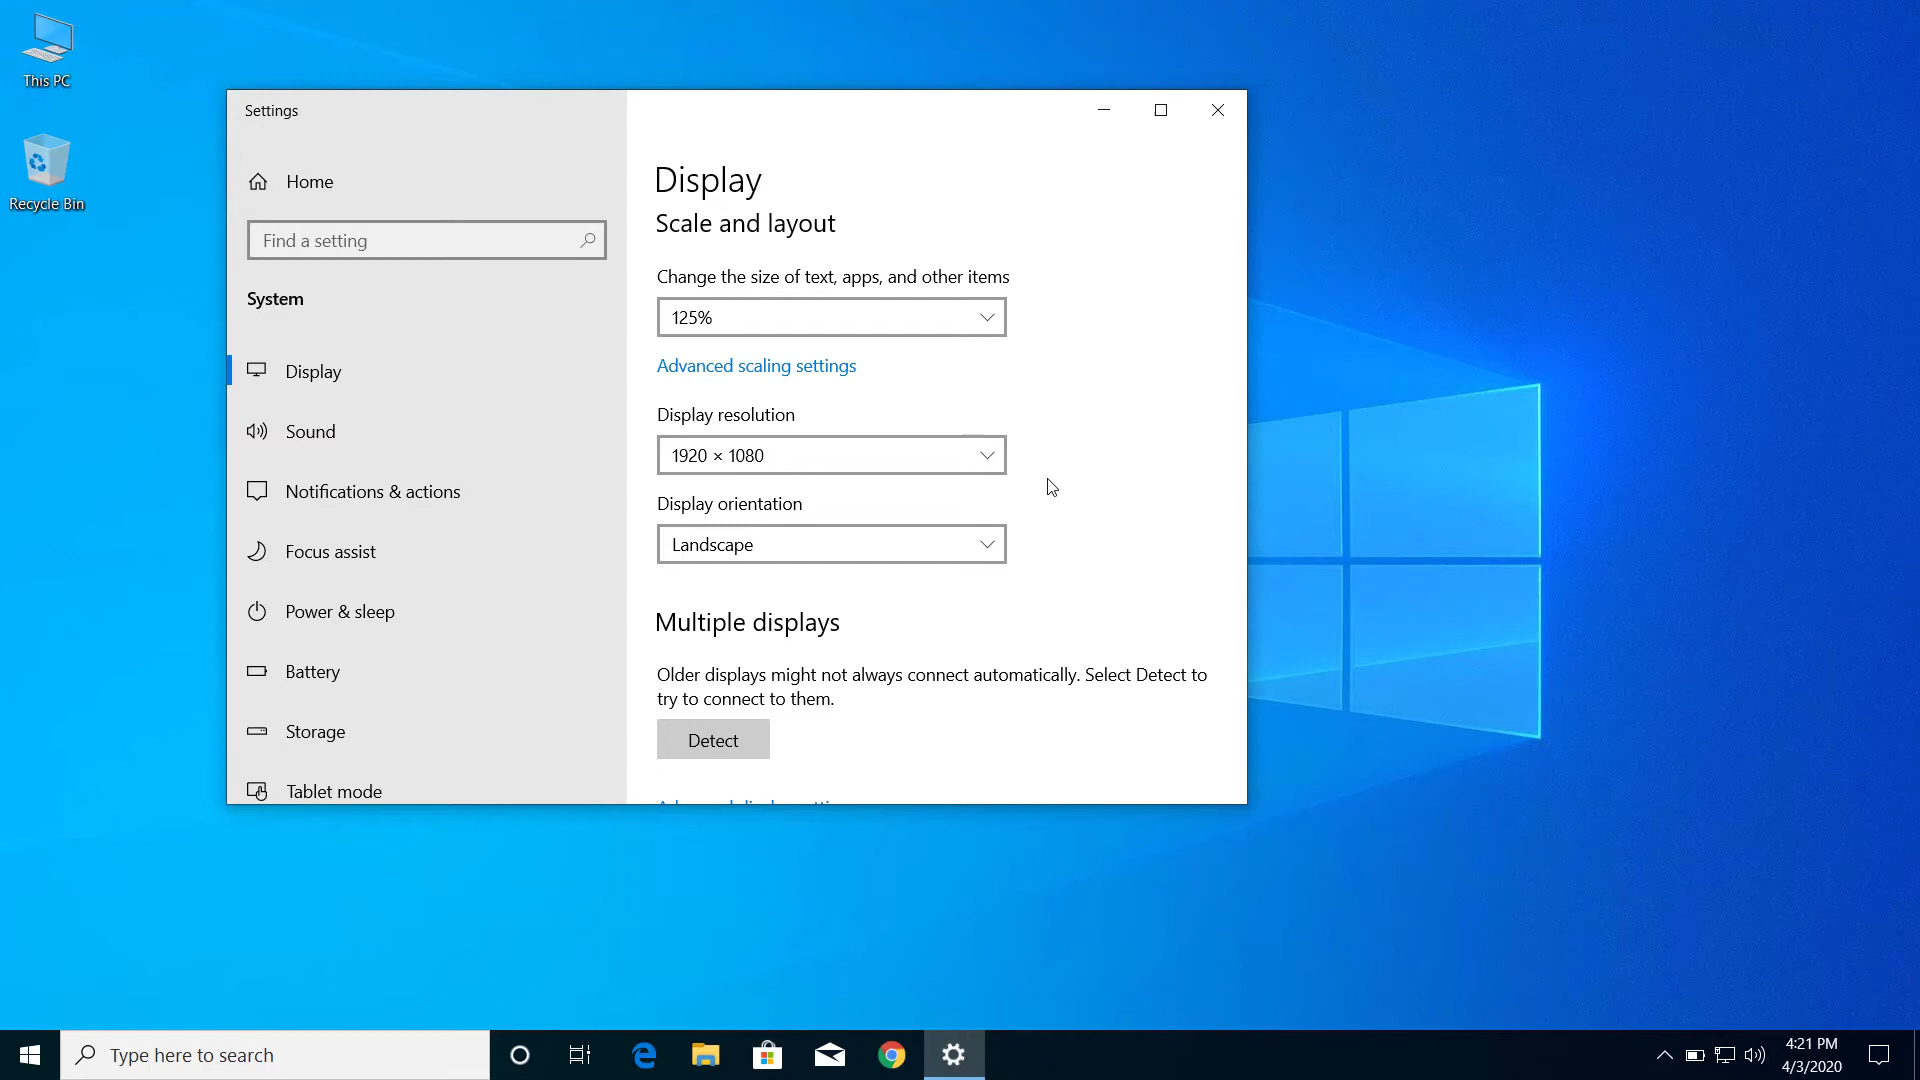 This PC
Recycle Bin
Settings
Home
Find a setting
System
Display
Sound
Notifications & actions
Focus assist
Power & sleep
Battery
Storage
Tablet mode
Display
Scale and layout
Change the size of text, apps, and other items
125%
Advanced scaling settings
Display resolution
1920 × 1080
Display orientation
Landscape
Multiple displays
Older displays might not always connect automatically. Select Detect to
try to connect to them.
Detect
Type here to search
4:21 PM
4/3/2020